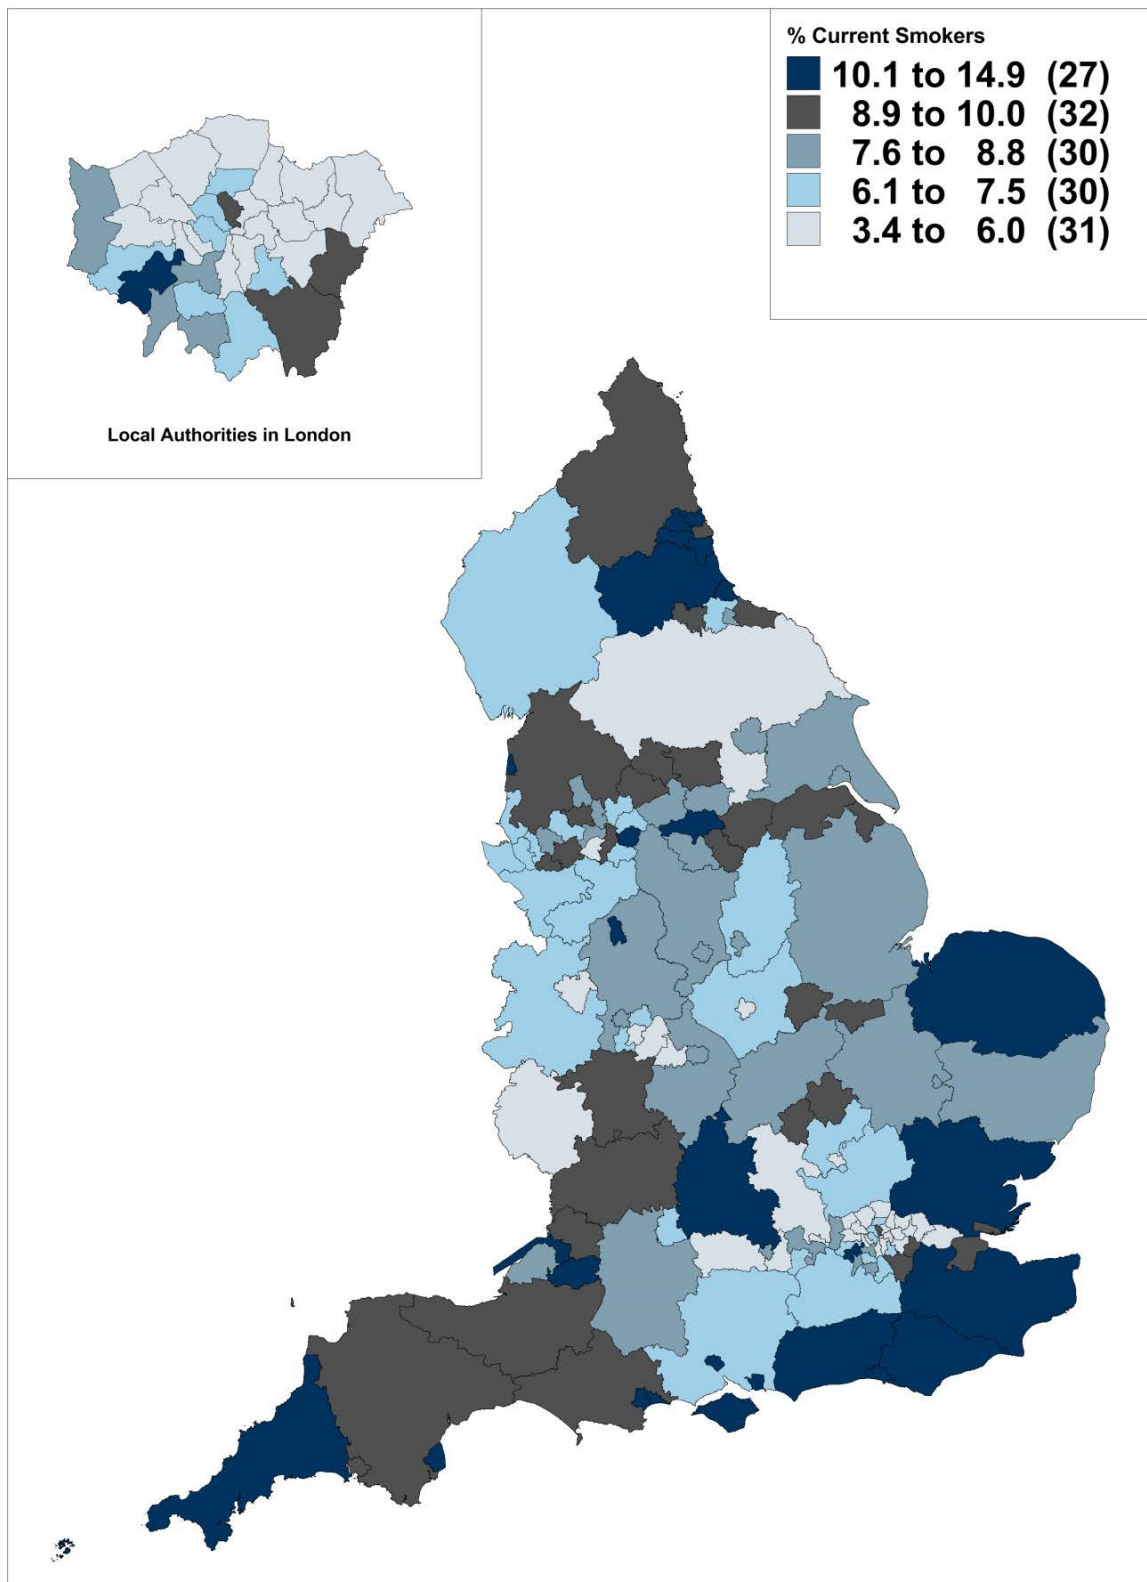 % Current Smokers
10.1 to 14.9 (27)
8.9 to 10.0 (32)
7.6 to 8.8 (30)
6.1 to 7.5 (30)
3.4 to 6.0 (31)
Local Authorities in London